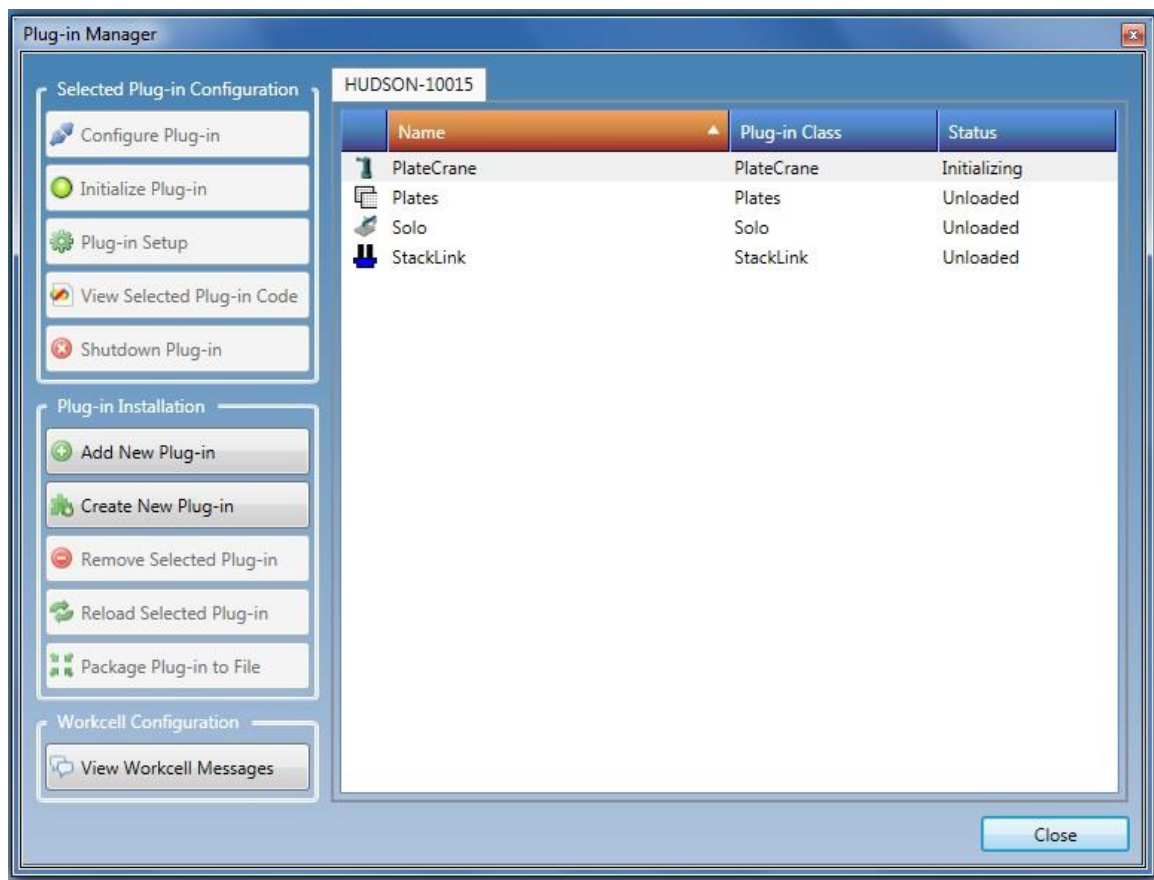 Plug-in Manager
Selected Plug-in Configuration
Configure Plug-in
Initialize Plug-in
Plug-in Setup
View Selected Plug-in Code
Shutdown Plug-in
Plug-in Installation
Add New Plug-in
Create New Plug-in
Remove Selected Plug-in
Reload Selected Plug-in
Package Plug-in to File
Workcell Configuration
View Workcell Messages
HUDSON-10015
Name Plug-in Class Status
PlateCrane PlateCrane Initializing
Plates Plates Unloaded
Solo Solo Unloaded
StackLink StackLink Unloaded
Close